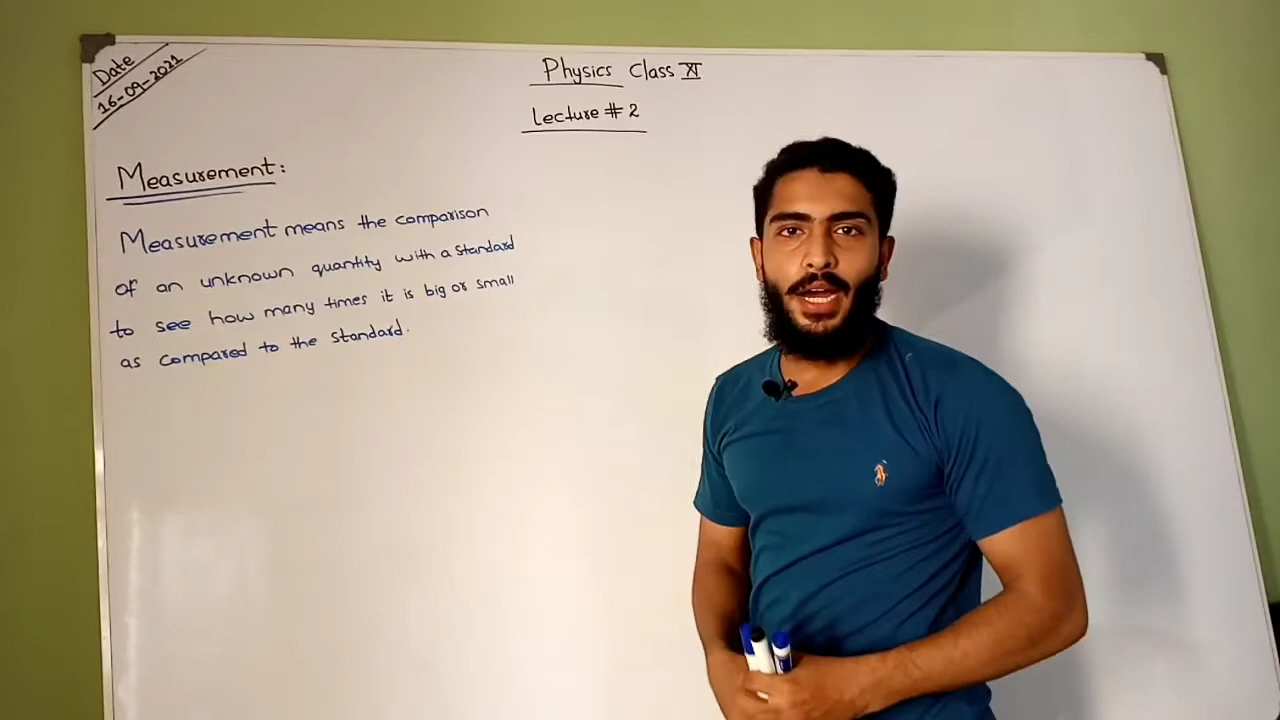 Date
16-09-2021
Physics Class XI
Lecture # 2
Measurement:
Measurement means the comparison
of an unknown quantity with a standard
to see how many times it is big or small
as compared to the standard.